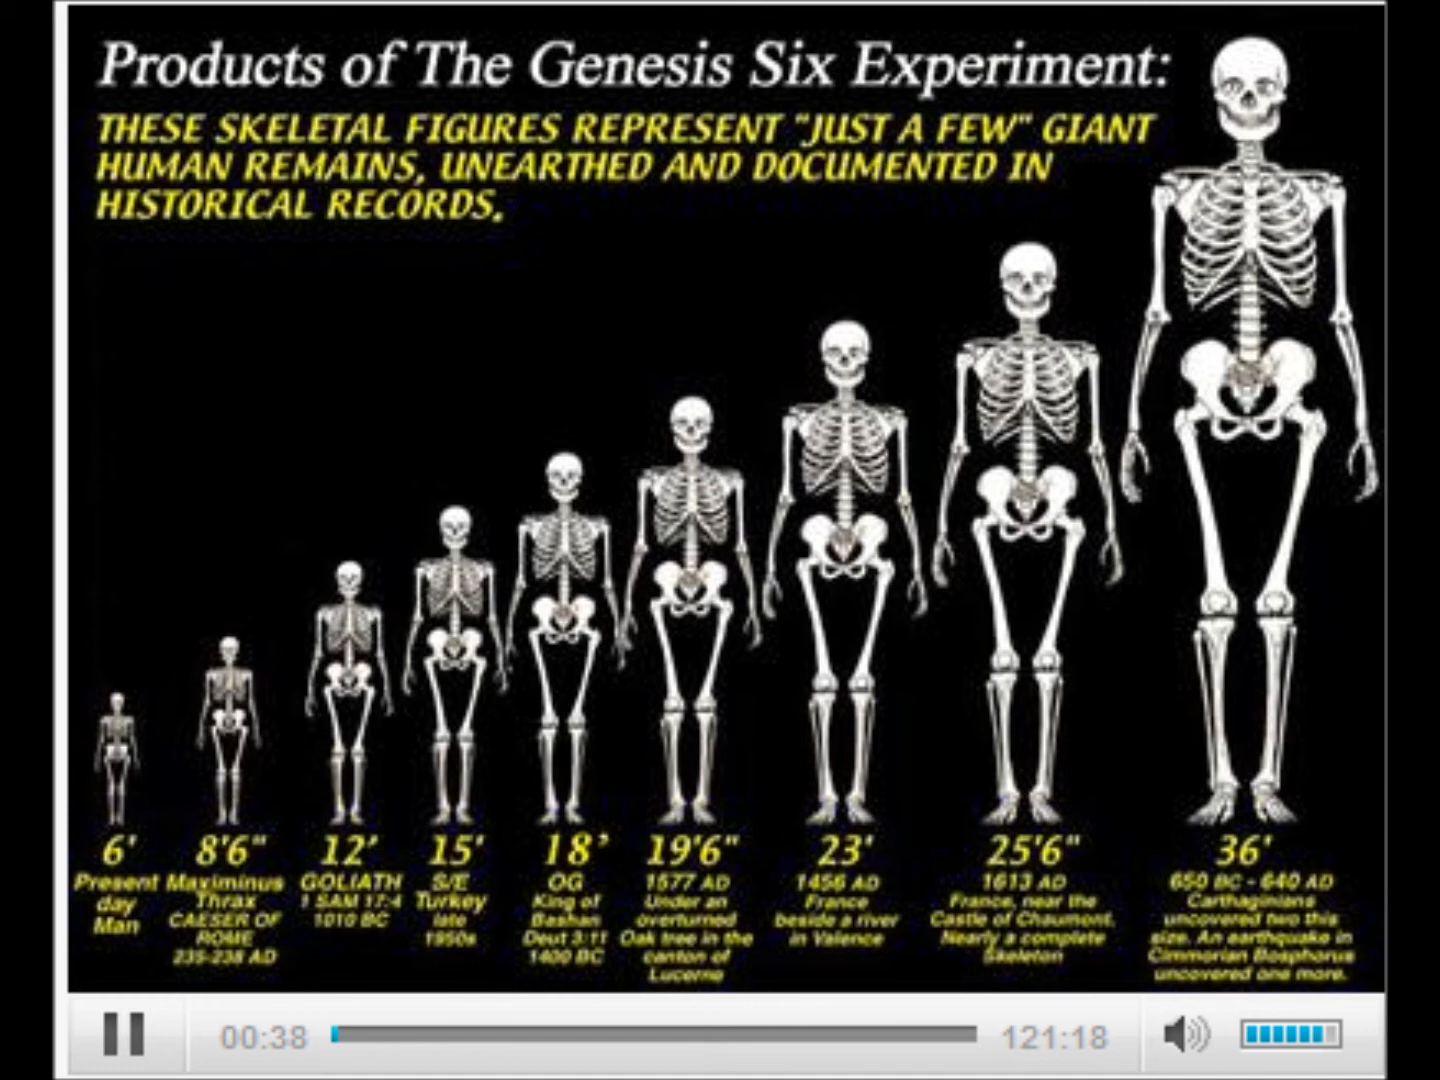 Products of The Genesis Six Experiment:
THESE SKELETAL FIGURES REPRESENT "JUST A FEW" GIANT
HUMAN REMAINS, UNEARTHED AND DOCUMENTED IN
HISTORICAL RECORDS.
6'
Present
day
Man
8'6"
Maximinus
Thrax
CAESER OF
ROME
235-238 AD
12'
GOLIATH
1 SAM 17:4
1010 BC
15'
S/E
Turkey
late
1950s
18'
OG
King of
Bashan
Deut 3:11
1400 BC
19'6"
1577 AD
Under an
overturned
Oak tree in the
canton of
Lucerne
23'
1456 AD
France
beside a river
in Valence
25'6"
1613 AD
France, near the
Castle of Chaumont.
Nearly a complete
Skeleton
36'
650 BC - 640 AD
Carthaginians
uncovered two this
size. An earthquake in
Cimmorian Bosphorus
uncovered one more.
00:38
121:18